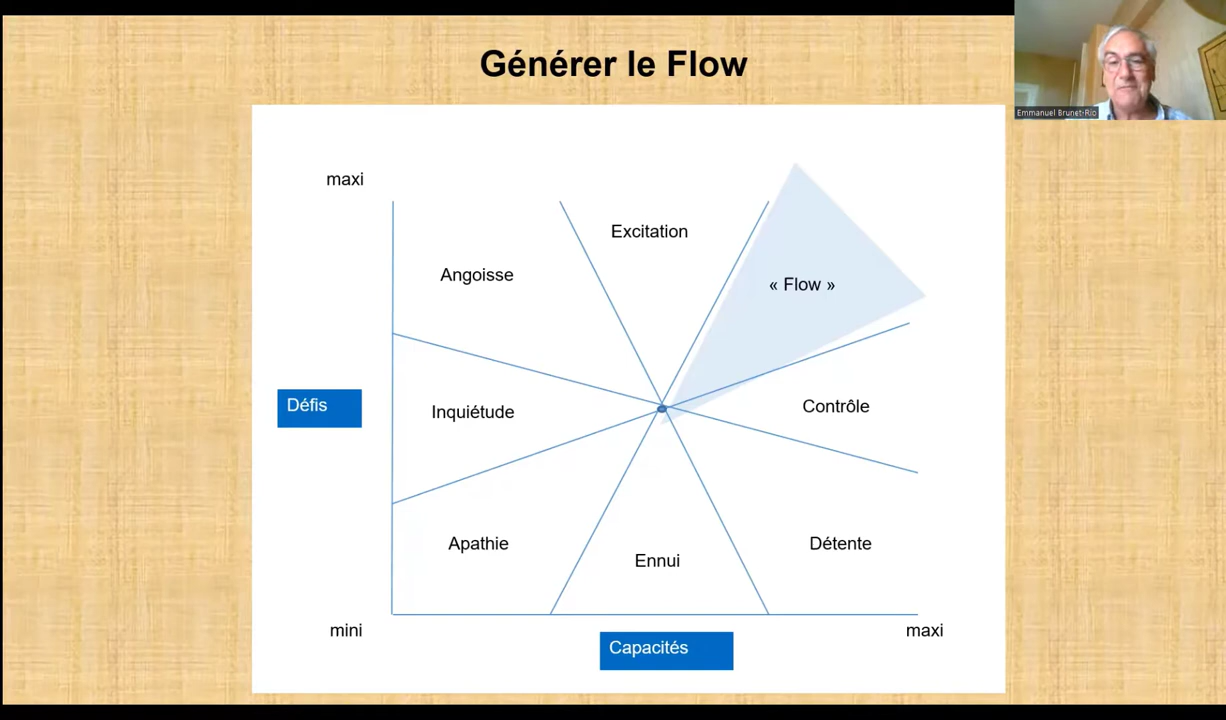 Générer le Flow
Emmanuel Brunet-Rio
maxi
Excitation
Angoisse
« Flow »
Défis
Inquiétude
Contrôle
Apathie
Ennui
Détente
mini
maxi
Capacités